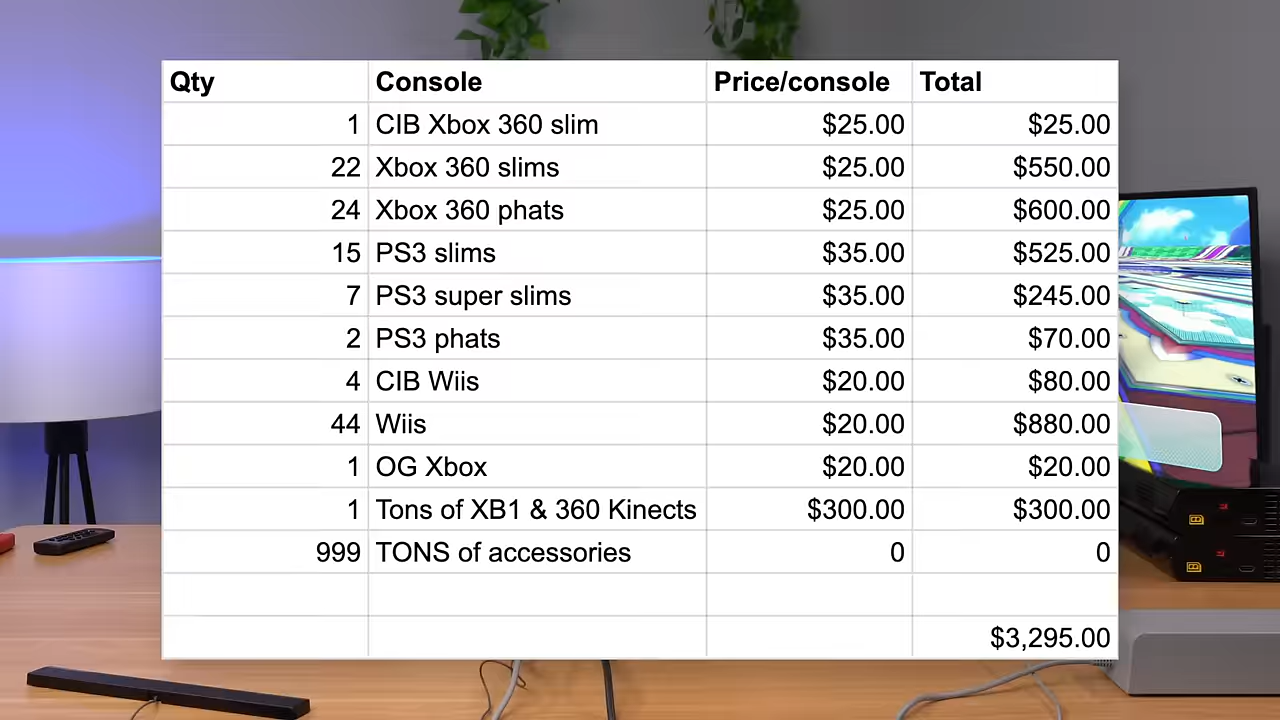 Qty Console Price/console Total
1 CIB Xbox 360 slim $25.00 $25.00
22 Xbox 360 slims $25.00 $550.00
24 Xbox 360 phats $25.00 $600.00
15 PS3 slims $35.00 $525.00
7 PS3 super slims $35.00 $245.00
2 PS3 phats $35.00 $70.00
4 CIB Wiis $20.00 $80.00
44 Wiis $20.00 $880.00
1 OG Xbox $20.00 $20.00
1 Tons of XB1 & 360 Kinects $300.00 $300.00
999 TONS of accessories 0 0
$3,295.00